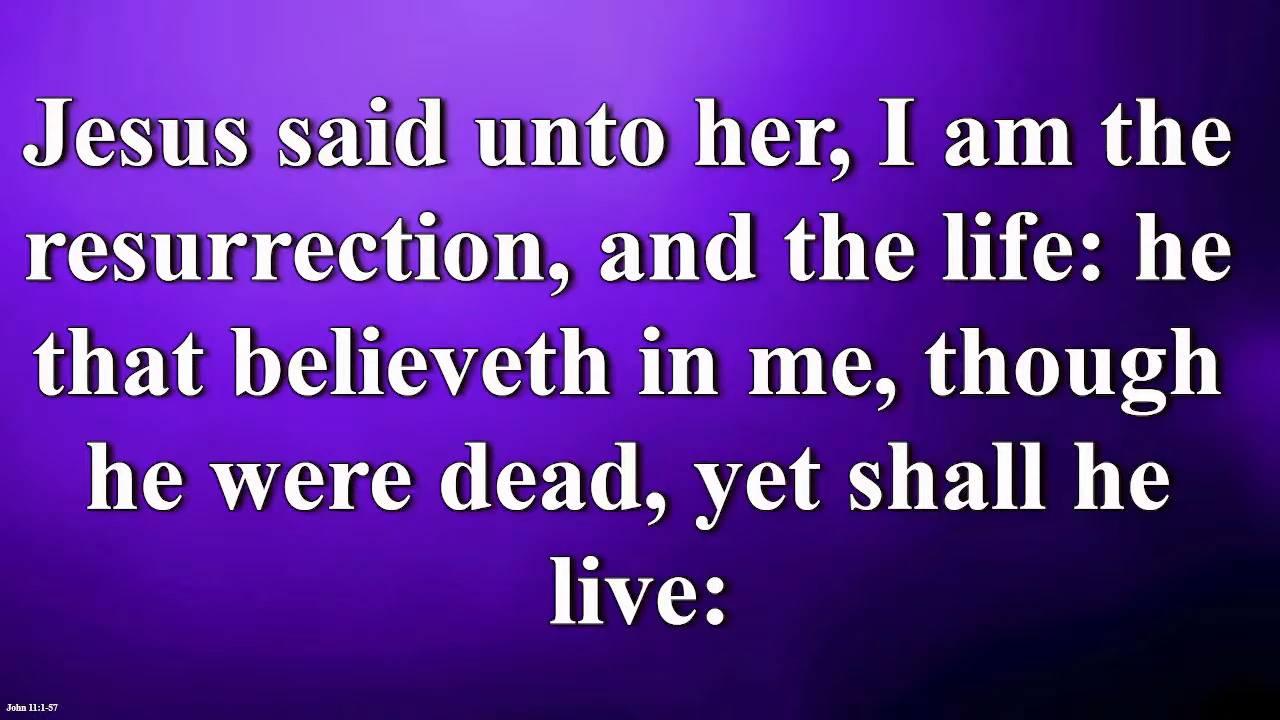 Jesus said unto her, I am the
resurrection, and the life: he
that believeth in me, though
he were dead, yet shall he
live:
John 11:1-57